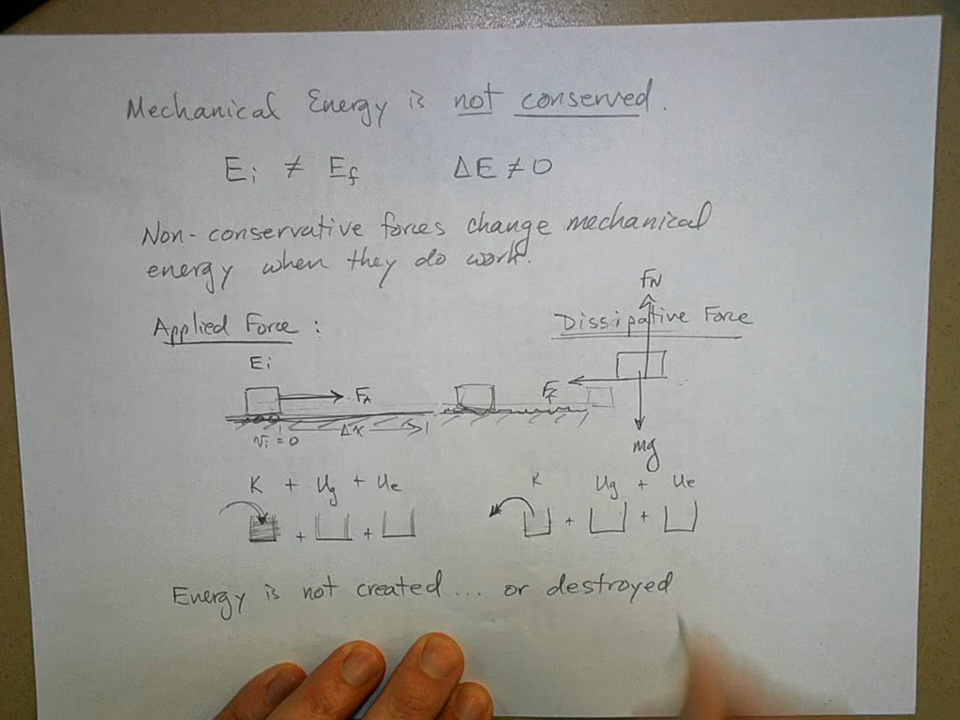 Mechanical Energy is not conserved.
Ei ≠ Ef ΔE ≠ 0
Non-conservative forces change mechanical
energy when they do work.
FN
Applied Force :
Dissipative Force
Ei
FA
Ff
vi = 0
Δx
mg
K + Ug + Ue
K Ug + Ue
+ +
+ +
Energy is not created... or destroyed